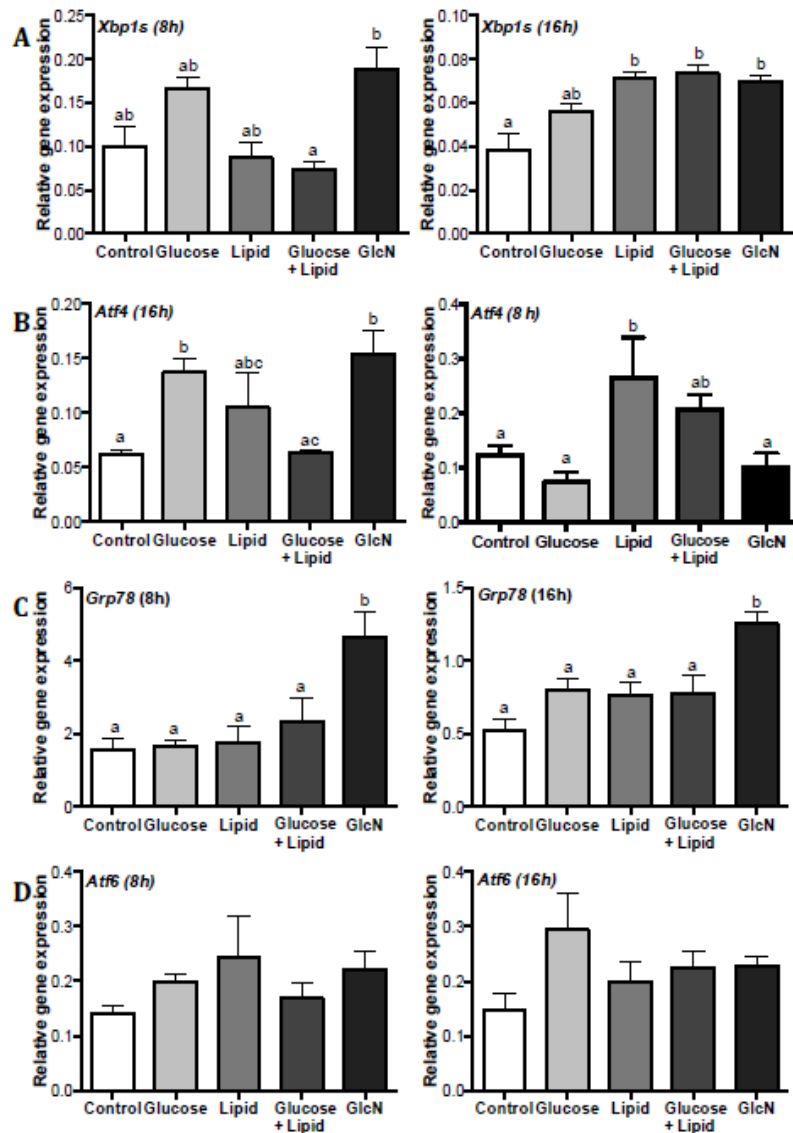 A
Xbp1s (8h)
Relative gene expression
0.25
0.20
0.15
0.10
0.05
0.00
ab
ab
ab
a
b
Control Glucose Lipid Gluocse + Lipid GlcN
Xbp1s (16h)
Relative gene expression
0.10
0.08
0.06
0.04
0.02
0.00
a
ab
b
b
b
Control Glucose Lipid Glucose + Lipid GlcN
B
Atf4 (16h)
Relative gene expression
0.20
0.15
0.10
0.05
0.00
a
b
abc
ac
b
Control Glucose Lipid Glucose + Lipid GlcN
Atf4 (8 h)
Relative gene expression
0.4
0.3
0.2
0.1
0.0
a
a
b
ab
a
Control Glucose Lipid Glucose + Lipid GlcN
C
Grp78 (8h)
Relative gene expression
6
4
2
0
a
a
a
a
b
Control Glucose Lipid Glucose + Lipid GlcN
Grp78 (16h)
Relative gene expression
1.5
1.0
0.5
0.0
a
a
a
a
b
Control Glucose Lipid Glucose + Lipid GlcN
D
Atf6 (8h)
Relative gene expression
0.4
0.3
0.2
0.1
0.0
Control Glucose Lipid Glucose + Lipid GlcN
Atf6 (16h)
Relative gene expression
0.4
0.3
0.2
0.1
0.0
Control Glucose Lipid Glucose + Lipid GlcN